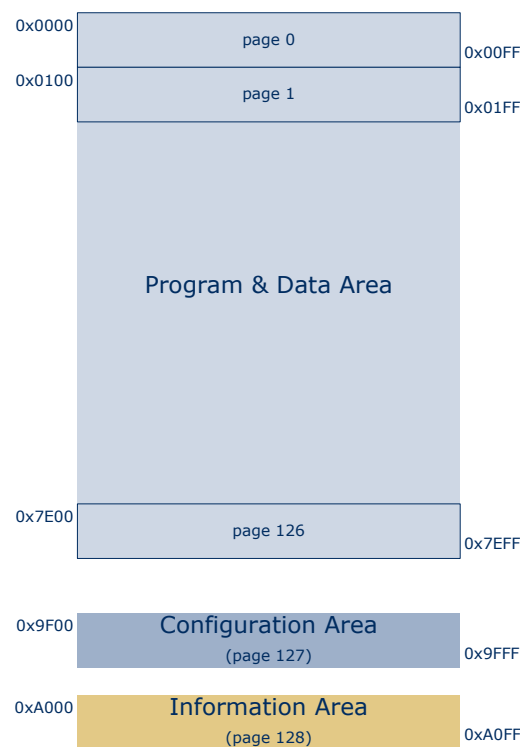 0x0000
page 0
0x00FF
0x0100
page 1
0x01FF
Program & Data Area
0x7E00
page 126
0x7EFF
0x9F00
Configuration Area
(page 127)
0x9FFF
0xA000
Information Area
(page 128)
0xA0FF